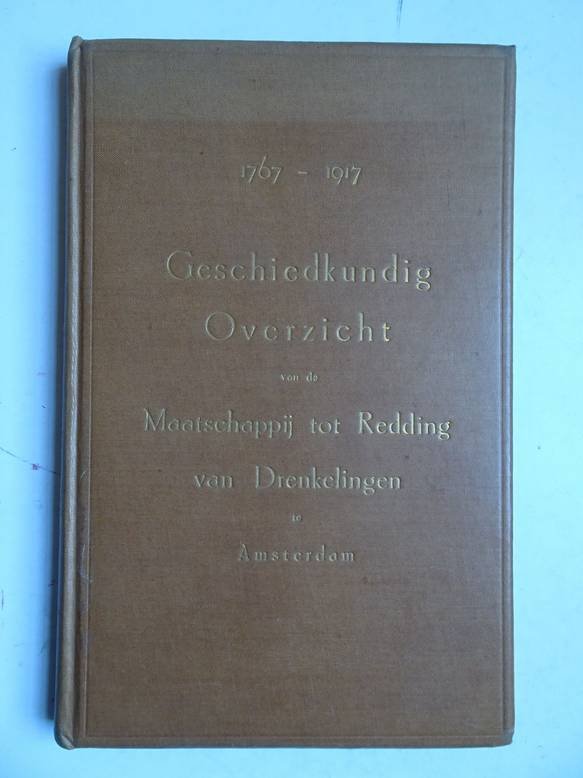 1767 - 1917
Geschiedkundig
Overzicht
van de
Maatschappij tot Redding
van Drenkelingen
te
Amsterdam